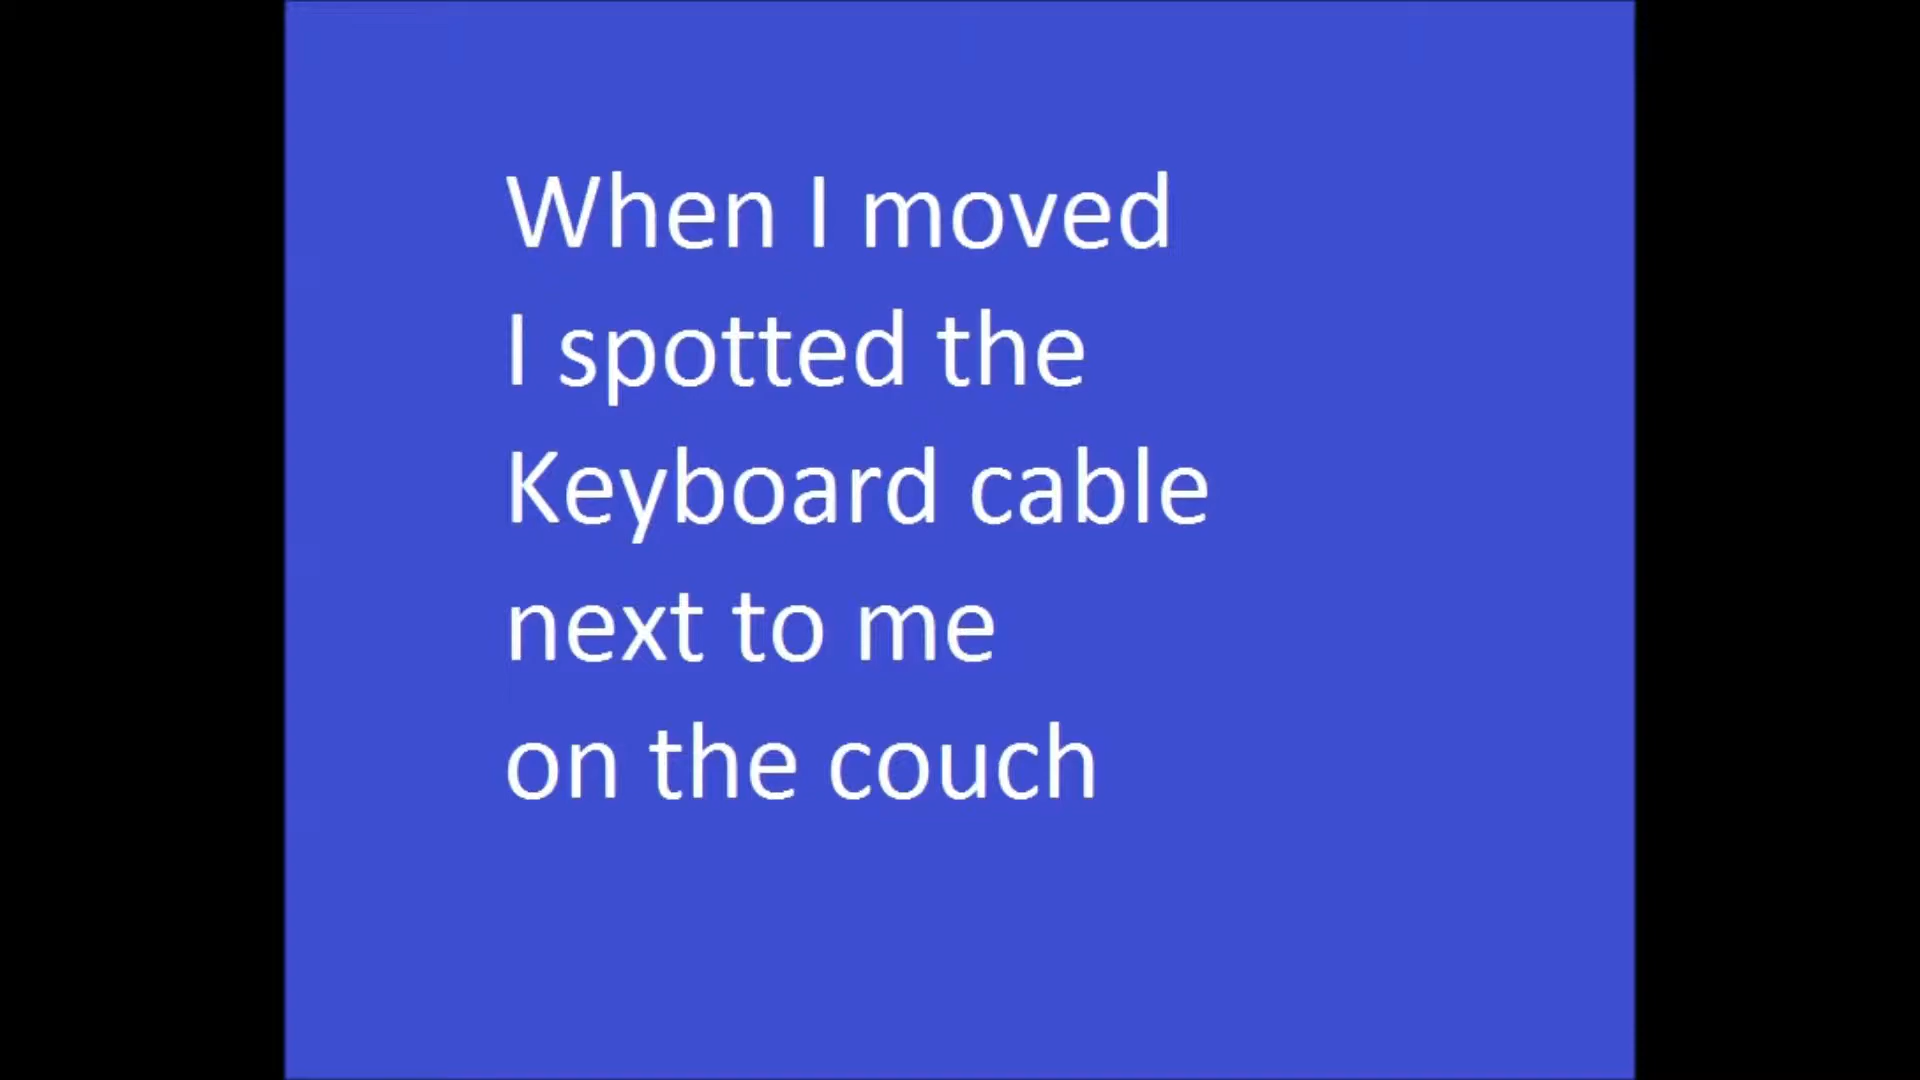 When I moved
I spotted the
Keyboard cable
next to me
on the couch